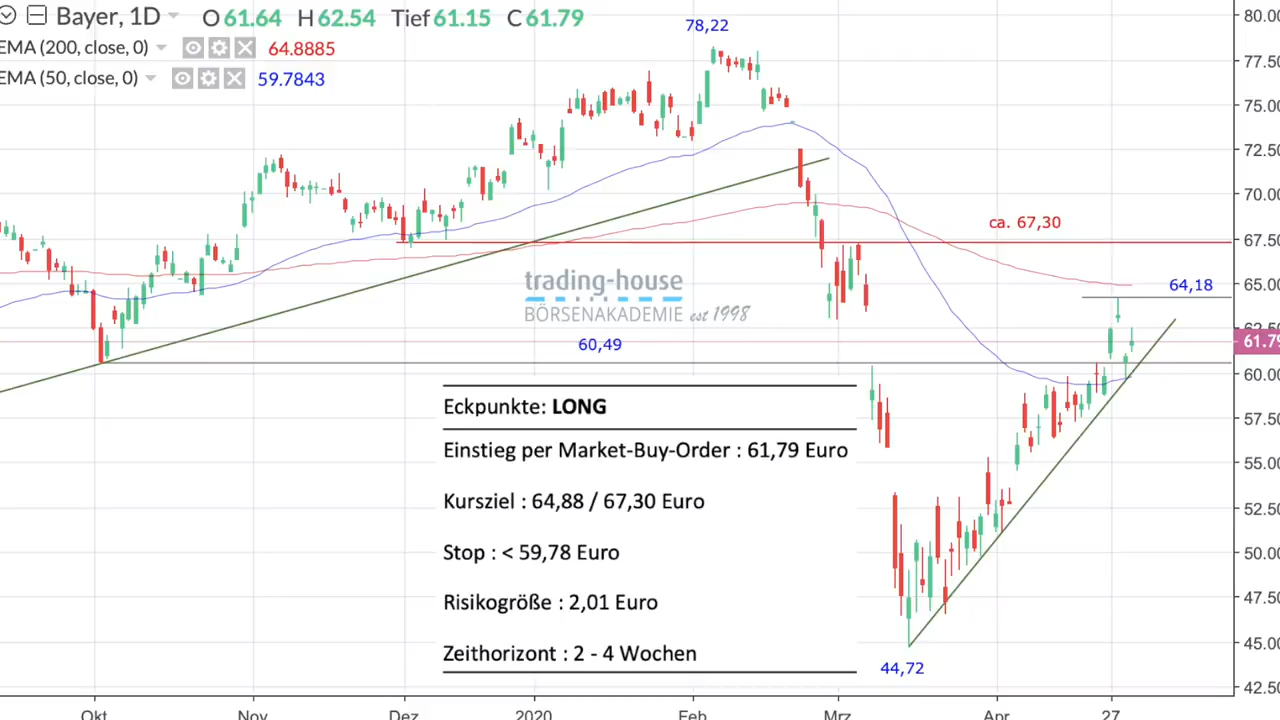 Bayer, 1D O 61.64 H 62.54 Tief 61.15 C 61.79
EMA (200, close, 0) 64.8885
EMA (50, close, 0) 59.7843
78,22
80.00
77.50
75.00
72.50
70.00
67.50
65.00
62.50
61.79
60.00
57.50
55.00
52.50
50.00
47.50
45.00
42.50
ca. 67,30
64,18
trading-house
BÖRSENAKADEMIE est 1998
60,49
Eckpunkte: LONG
Einstieg per Market-Buy-Order : 61,79 Euro
Kursziel : 64,88 / 67,30 Euro
Stop : < 59,78 Euro
Risikogröße : 2,01 Euro
Zeithorizont : 2 - 4 Wochen
44,72
Okt Nov Dez 2020 Feb Mrz Apr 27